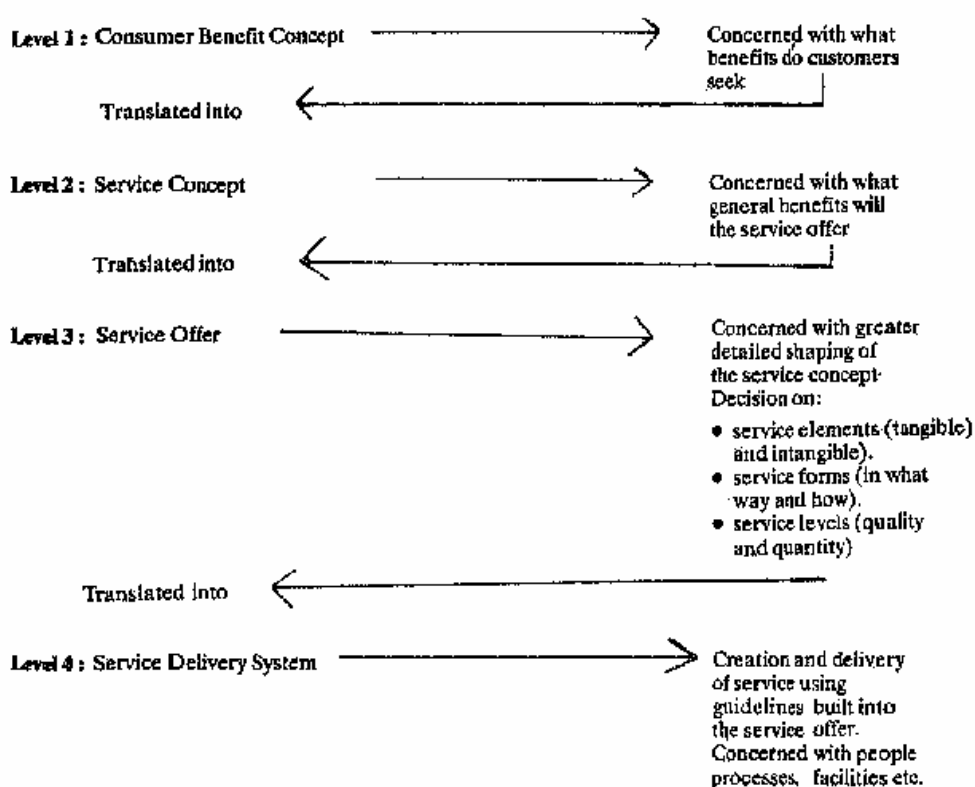 Level 1 : Consumer Benefit Concept
Concerned with what
benefits do customers
seek
Translated into
Level 2 : Service Concept
Concerned with what
general benefits will
the service offer
Translated into
Level 3 : Service Offer
Concerned with greater
detailed shaping of
the service concept
Decision on:
• service elements (tangible)
and intangible).
• service forms (in what
way and how).
• service levels (quality
and quantity)
Translated into
Level 4 : Service Delivery System
Creation and delivery
of service using
guidelines built into
the service offer.
Concerned with people
processes, facilities etc.